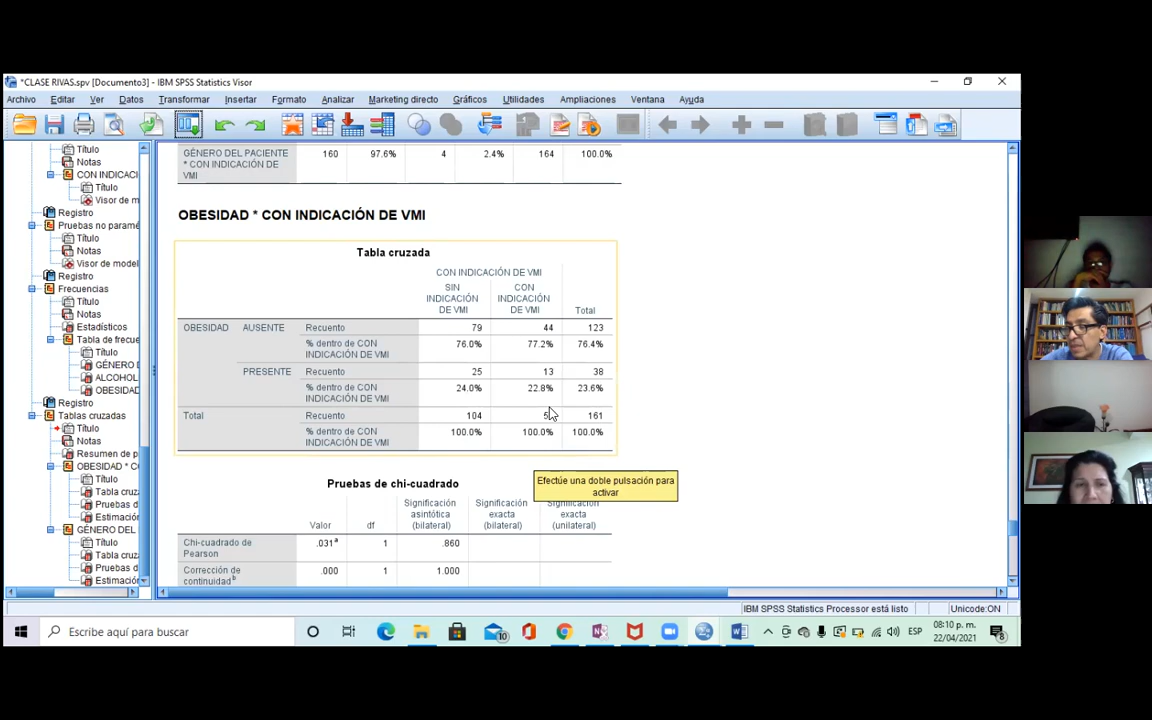 *CLASE RIVAS.spv [Documento3] - IBM SPSS Statistics Visor
Archivo Editar Ver Datos Transformar Insertar Formato Analizar Marketing directo Gráficos Utilidades Ampliaciones Ventana Ayuda
Título
Notas
CON INDICACI
Título
Visor de m
Registro
Pruebas no paramé
Título
Notas
Visor de model
Registro
Frecuencias
Título
Notas
Estadísticos
Tabla de frecue
Título
GÉNERO D
ALCOHOL
OBESIDAD
Registro
Tablas cruzadas
Título
Notas
Resumen de p
OBESIDAD * C
Título
Tabla cruz
Pruebas d
Estimació
GÉNERO DEL
Título
Tabla cruz
Pruebas d
Estimació
GÉNERO DEL PACIENTE 160 97.6% 4 2.4% 164 100.0%
* CON INDICACIÓN DE
VMI
OBESIDAD * CON INDICACIÓN DE VMI
Tabla cruzada
CON INDICACIÓN DE VMI
SIN INDICACIÓN DE VMI
CON INDICACIÓN DE VMI
Total
OBESIDAD AUSENTE Recuento 79 44 123
% dentro de CON 76.0% 77.2% 76.4%
INDICACIÓN DE VMI
PRESENTE Recuento 25 13 38
% dentro de CON 24.0% 22.8% 23.6%
INDICACIÓN DE VMI
Total Recuento 104 161
% dentro de CON 100.0% 100.0% 100.0%
INDICACIÓN DE VMI
Efectúe una doble pulsación para
activar
Pruebas de chi-cuadrado
Valor
df
Significación
asintótica
(bilateral)
Significación
exacta
(bilateral)
Significación
exacta
(unilateral)
Chi-cuadrado de .031a 1 .860
Pearson
Corrección de .000 1 1.000
continuidadb
IBM SPSS Statistics Processor está listo Unicode:ON
Escribe aquí para buscar
10
ESP
08:10 p. m.
22/04/2021
8